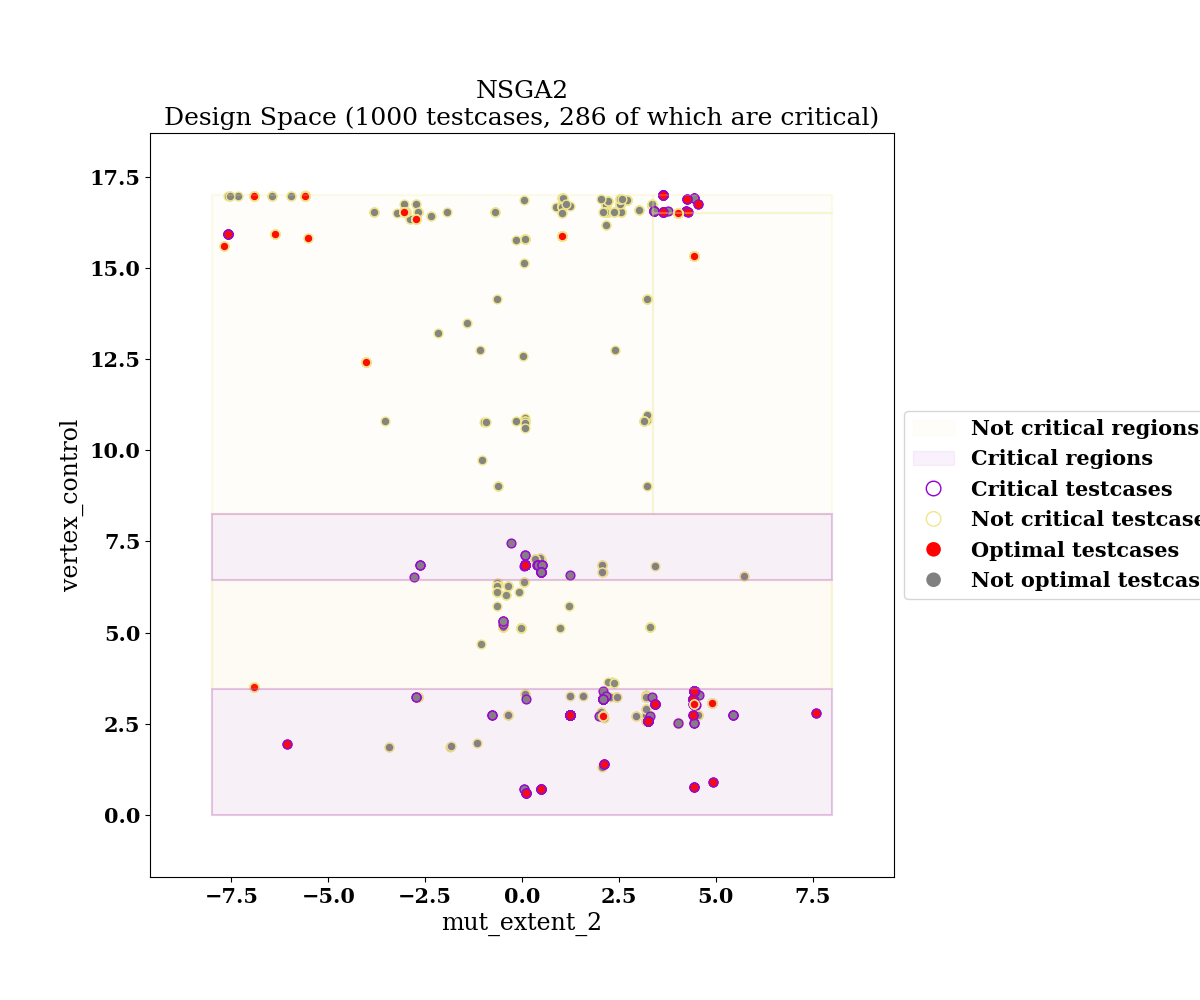 NSGA2
Design Space (1000 testcases, 286 of which are critical)
17.5
15.0
12.5
10.0
7.5
5.0
2.5
0.0
vertex_control
−7.5 −5.0 −2.5 0.0 2.5 5.0 7.5
mut_extent_2
Not critical regions
Critical regions
Critical testcases
Not critical testcase
Optimal testcases
Not optimal testcas